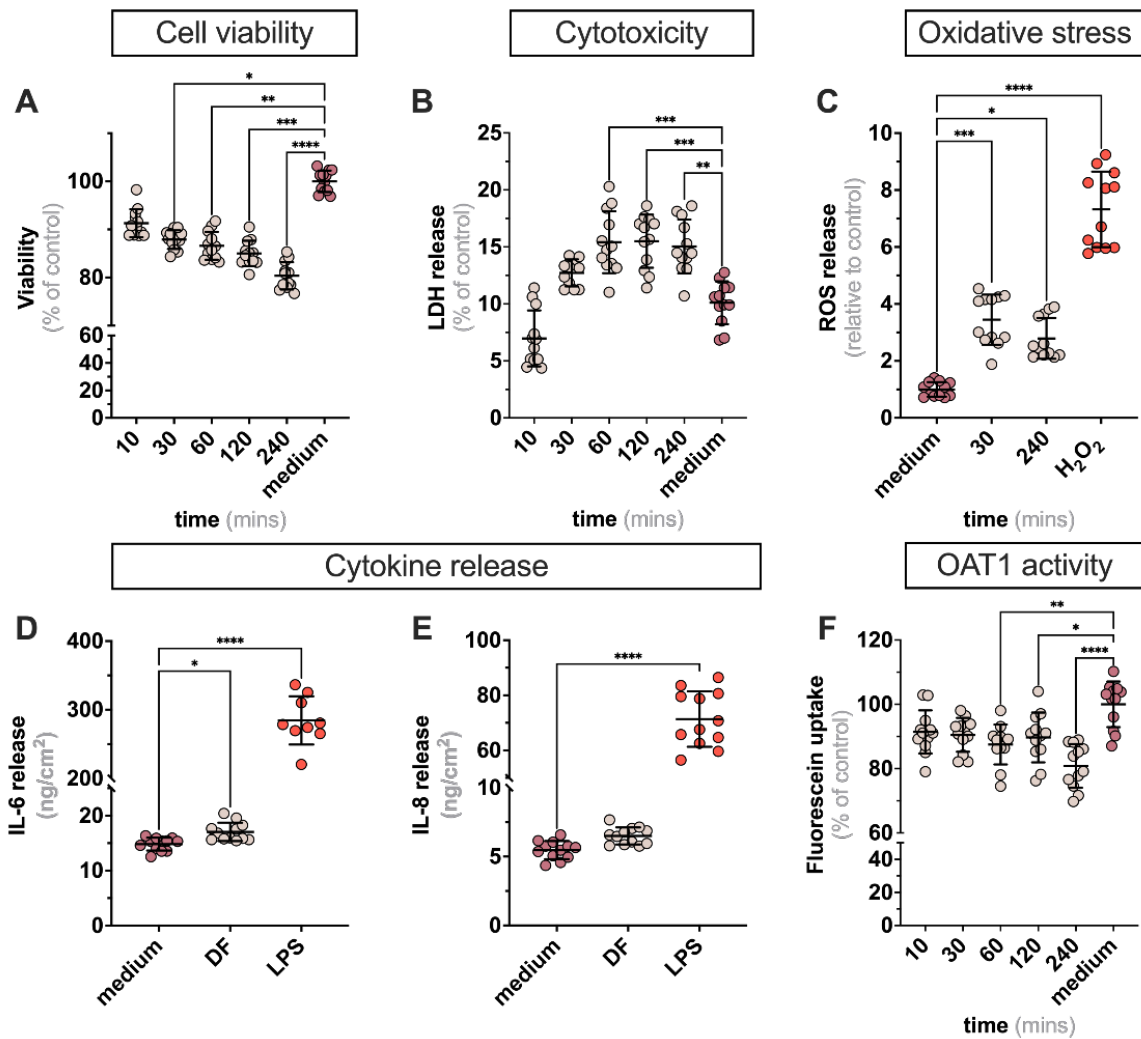 Cell viability
Cytotoxicity
Oxidative stress
A
*
**
***
****
Viability
(% of control)
100
80
60
40
20
0
10
30
60
120
240
medium
time (mins)
B
***
***
**
LDH release
(% of control)
25
20
15
10
5
0
10
30
60
120
240
medium
time (mins)
C
****
*
***
ROS release
(relative to control)
10
8
6
4
2
0
medium
30
240
H₂O₂
time (mins)
Cytokine release
OAT1 activity
D
****
*
IL-6 release
(ng/cm²)
400
300
200
20
10
0
medium
DF
LPS
E
****
IL-8 release
(ng/cm²)
100
80
60
10
5
0
medium
DF
LPS
F
**
*
****
Fluorescein uptake
(% of control)
120
100
80
60
40
20
0
10
30
60
120
240
medium
time (mins)